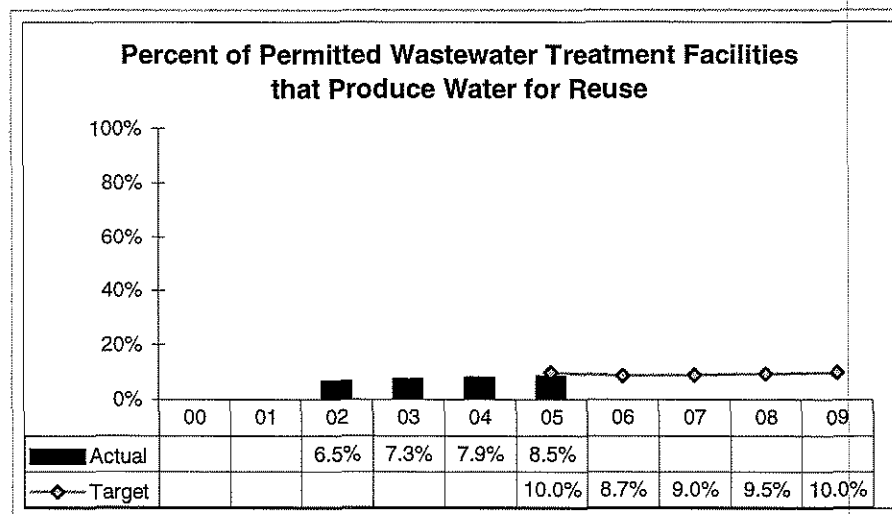 Percent of Permitted Wastewater Treatment Facilities
that Produce Water for Reuse
100%
80%
60%
40%
20%
0%
00 01 02 03 04 05 06 07 08 09
Actual 6.5% 7.3% 7.9% 8.5%
Target 10.0% 8.7% 9.0% 9.5% 10.0%